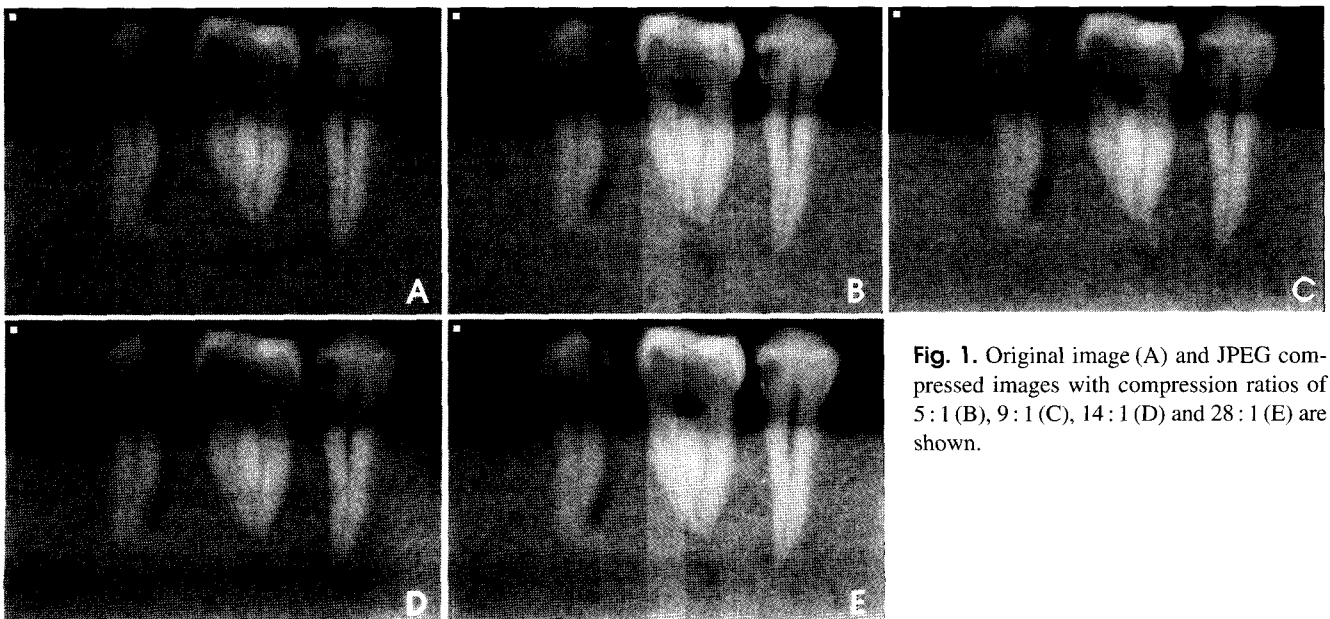 A
B
C
D
E
Fig. 1. Original image (A) and JPEG com-
pressed images with compression ratios of
5 : 1 (B), 9 : 1 (C), 14 : 1 (D) and 28 : 1 (E) are
shown.